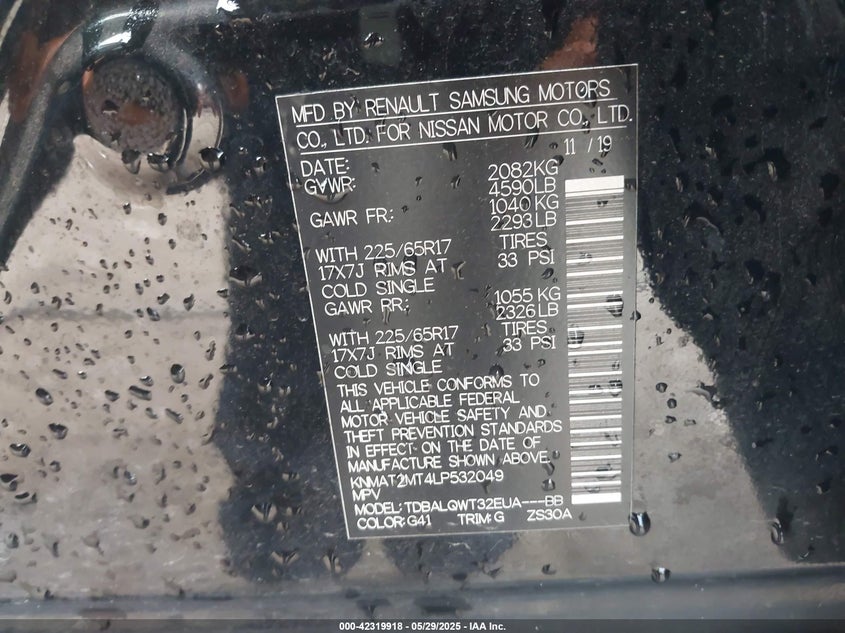 MFD BY RENAULT SAMSUNG MOTORS
CO., LTD. FOR NISSAN MOTOR CO., LTD.
DATE: 11 / 19
GVWR: 2082KG
4590LB
GAWR FR: 1040 KG
2293LB
WITH 225/65R17 TIRES
17X7J RIMS AT 33 PSI
COLD SINGLE
GAWR RR: 1055 KG
2326LB
WITH 225/65R17 TIRES
17X7J RIMS AT 33 PSI
COLD SINGLE
THIS VEHICLE CONFORMS TO
ALL APPLICABLE FEDERAL
MOTOR VEHICLE SAFETY AND
THEFT PREVENTION STANDARDS
IN EFFECT ON THE DATE OF
MANUFACTURE SHOWN ABOVE.
KNMAT2MT4LP532049
MPV
MODEL: TDBALQWT32EUA---BB
COLOR: G41 TRIM: G ZS30A
000-42319918 - 05/29/2025 - IAA Inc.